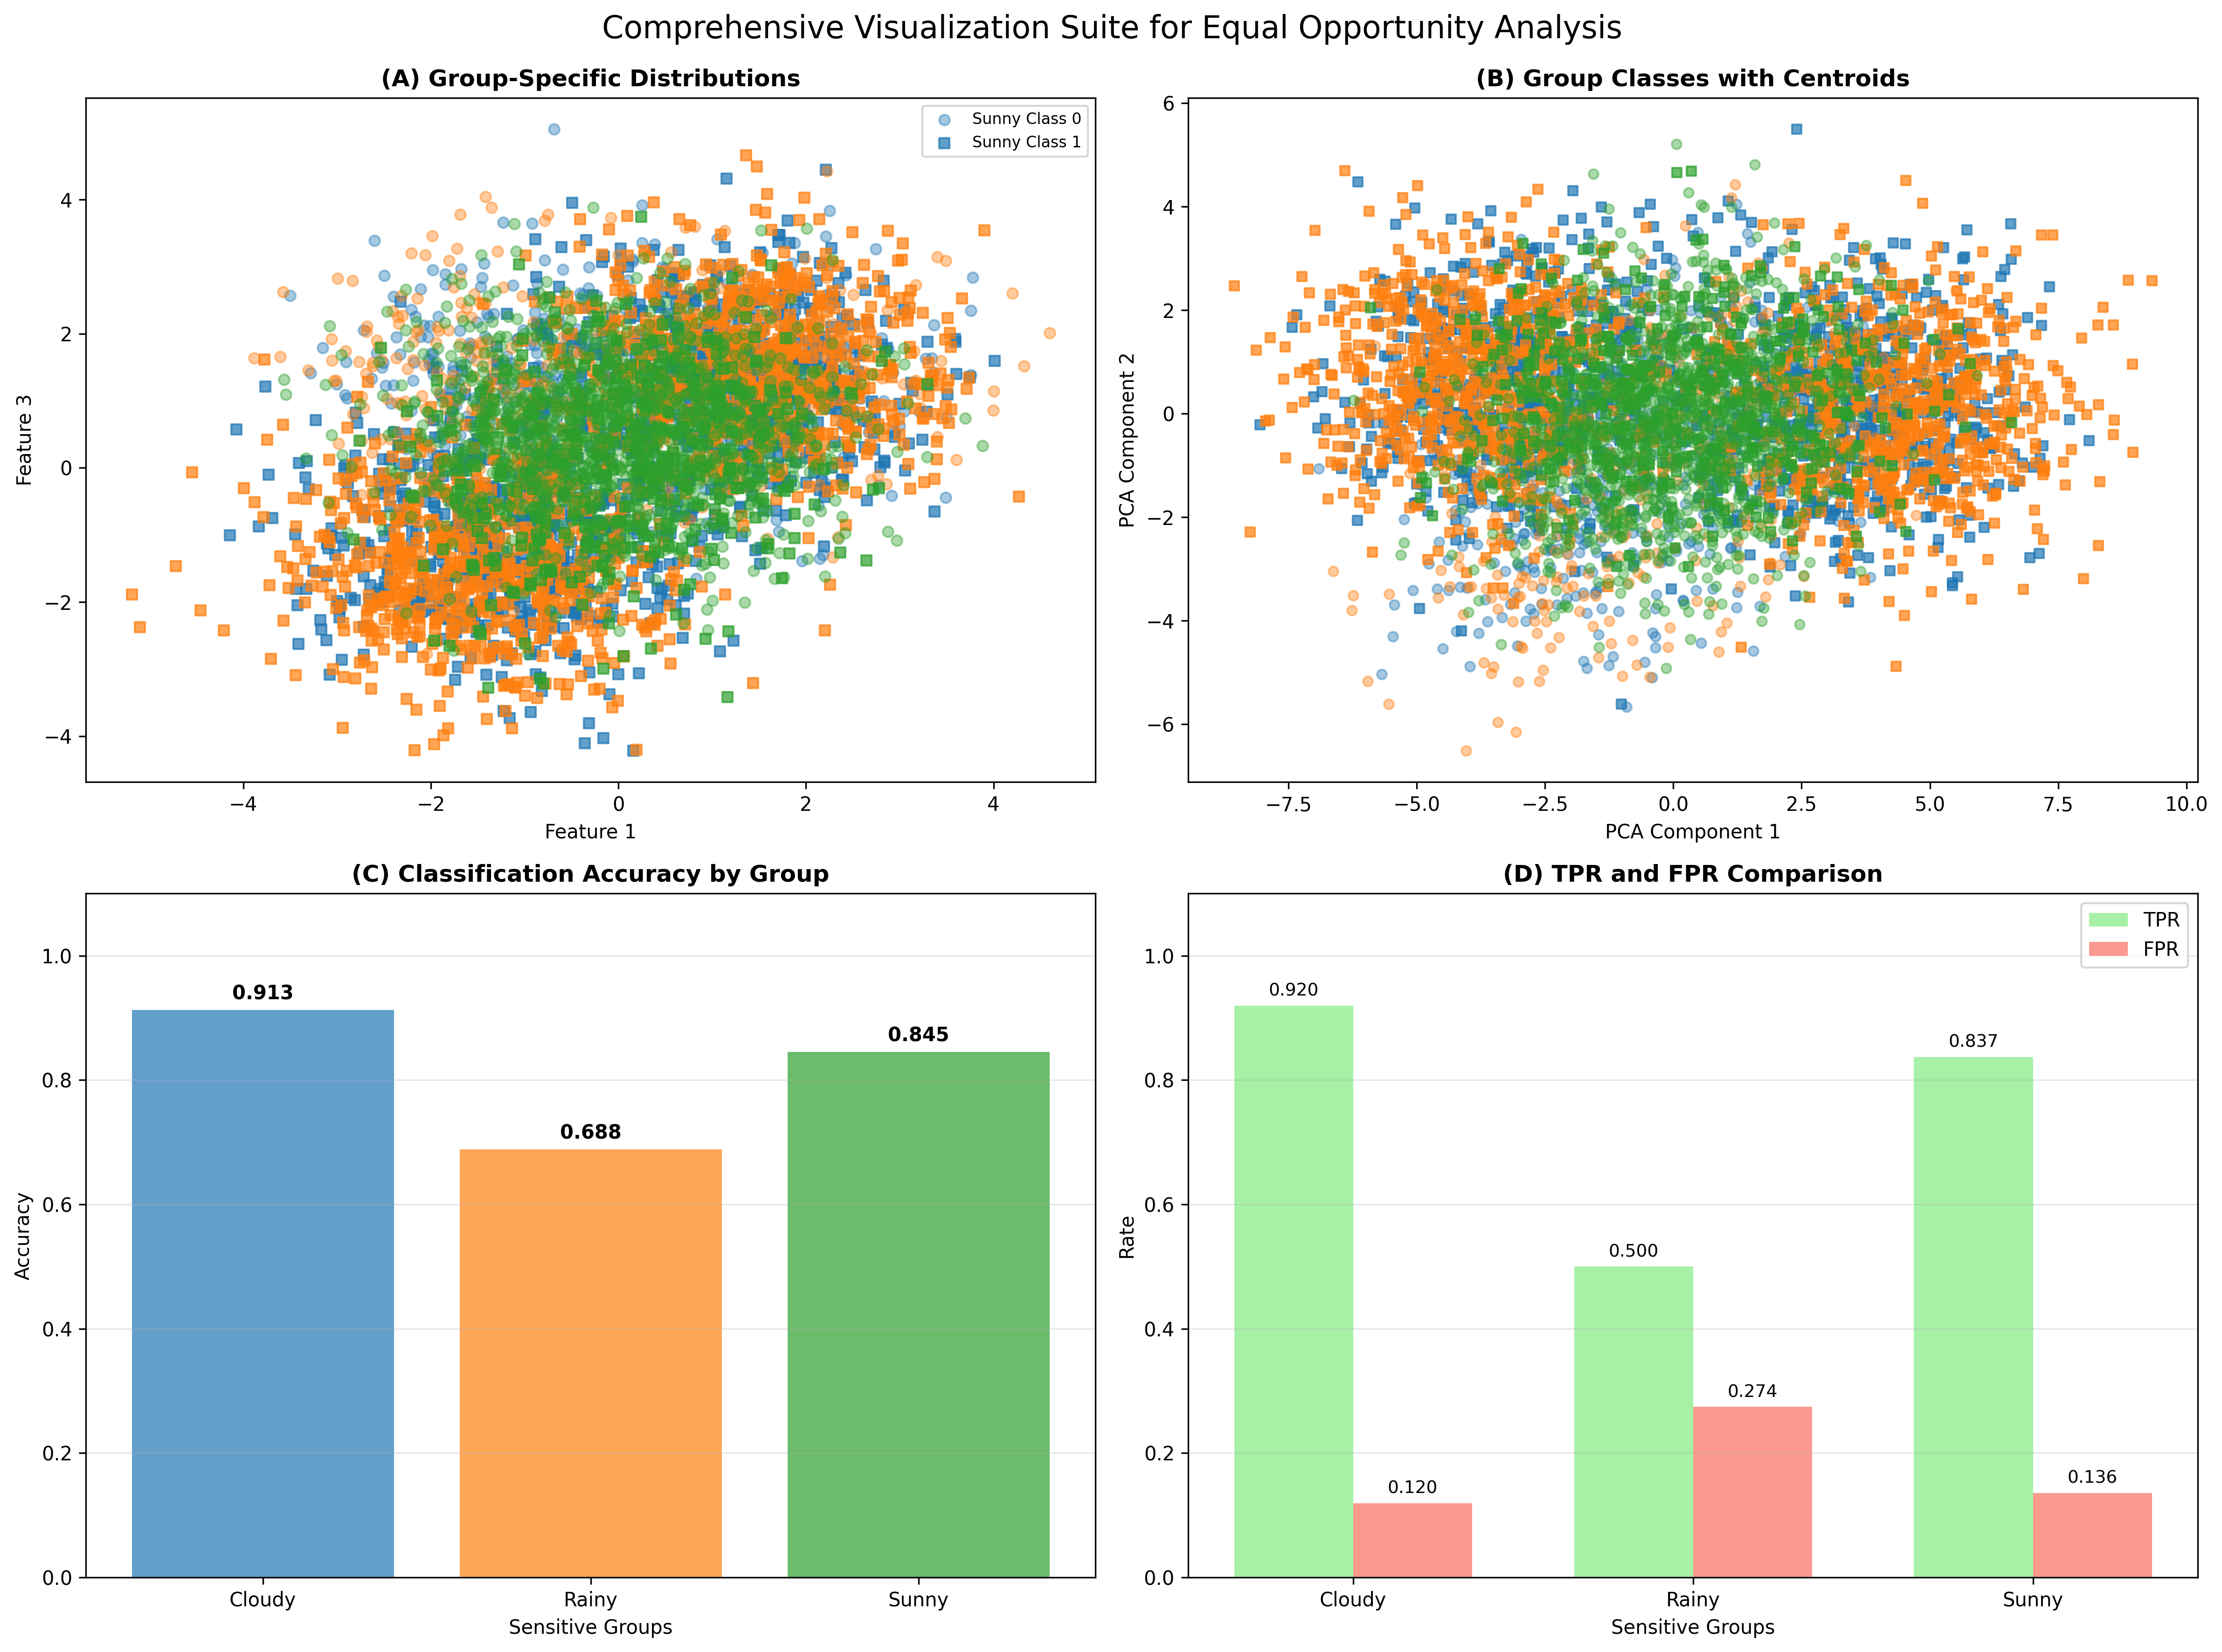 Comprehensive Visualization Suite for Equal Opportunity Analysis
(A) Group-Specific Distributions
Sunny Class 0
Sunny Class 1
Feature 3
4
2
0
−2
−4
−4
−2
0
2
4
Feature 1
(B) Group Classes with Centroids
PCA Component 2
6
4
2
0
−2
−4
−6
−7.5
−5.0
−2.5
0.0
2.5
5.0
7.5
10.0
PCA Component 1
(C) Classification Accuracy by Group
Accuracy
1.0
0.8
0.6
0.4
0.2
0.0
0.913
0.688
0.845
Cloudy
Rainy
Sunny
Sensitive Groups
(D) TPR and FPR Comparison
TPR
FPR
Rate
1.0
0.8
0.6
0.4
0.2
0.0
0.920
0.120
0.500
0.274
0.837
0.136
Cloudy
Rainy
Sunny
Sensitive Groups